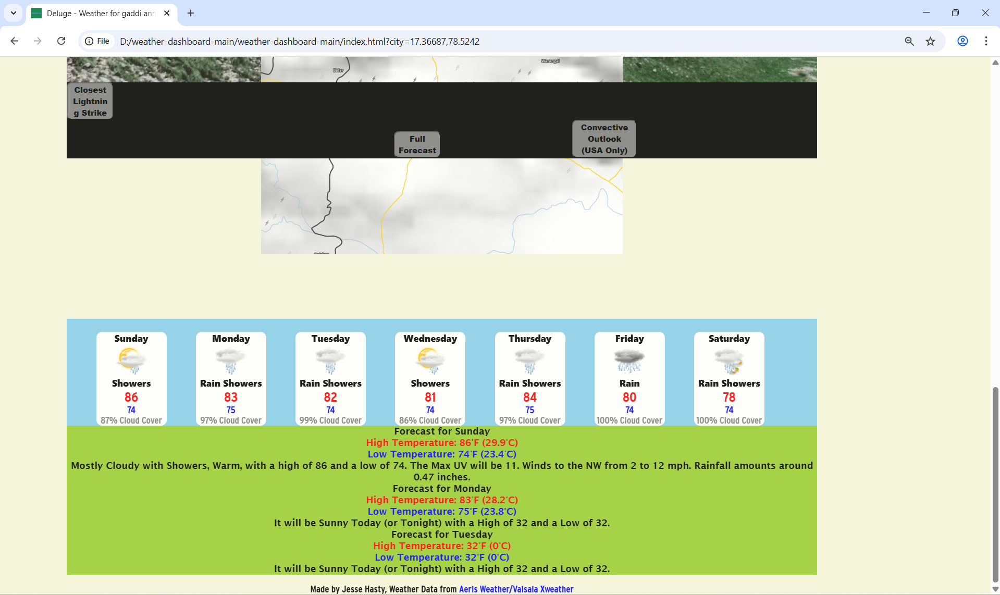 Deluge - Weather for gaddi ann
File
D:/weather-dashboard-main/weather-dashboard-main/index.html?city=17.36687,78.5242
Bidar
Warangal
Closest
Lightnin
g Strike
Full
Forecast
Convective
Outlook
(USA Only)
Sunday
Showers
86
74
87% Cloud Cover
Monday
Rain Showers
83
75
97% Cloud Cover
Tuesday
Rain Showers
82
74
99% Cloud Cover
Wednesday
Showers
81
74
86% Cloud Cover
Thursday
Rain Showers
84
75
97% Cloud Cover
Friday
Rain
80
74
100% Cloud Cover
Saturday
Rain Showers
78
74
100% Cloud Cover
Forecast for Sunday
High Temperature: 86°F (29.9°C)
Low Temperature: 74°F (23.4°C)
Mostly Cloudy with Showers, Warm, with a high of 86 and a low of 74. The Max UV will be 11. Winds to the NW from 2 to 12 mph. Rainfall amounts around
0.47 inches.
Forecast for Monday
High Temperature: 83°F (28.2°C)
Low Temperature: 75°F (23.8°C)
It will be Sunny Today (or Tonight) with a High of 32 and a Low of 32.
Forecast for Tuesday
High Temperature: 32°F (0°C)
Low Temperature: 32°F (0°C)
It will be Sunny Today (or Tonight) with a High of 32 and a Low of 32.
Made by Jesse Hasty, Weather Data from Aeris Weather/Vaisala Xweather